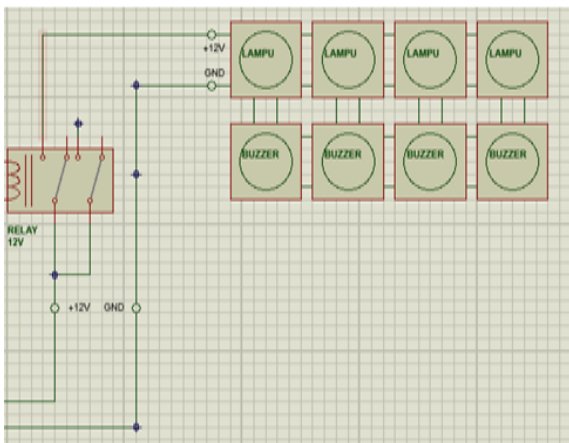 +12V
LAMPU
LAMPU
LAMPU
LAMPU
GND
BUZZER
BUZZER
BUZZER
BUZZER
RELAY
12V
+12V
GND